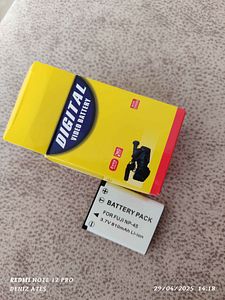 DIGITAL
VIDEO BATTERY
BATTERY PACK
FOR FUJI NP-45
3.7V 810mAh Li-ion
REDMI NOTE 12 PRO
DENIZ ATES
29/04/2025 14:18